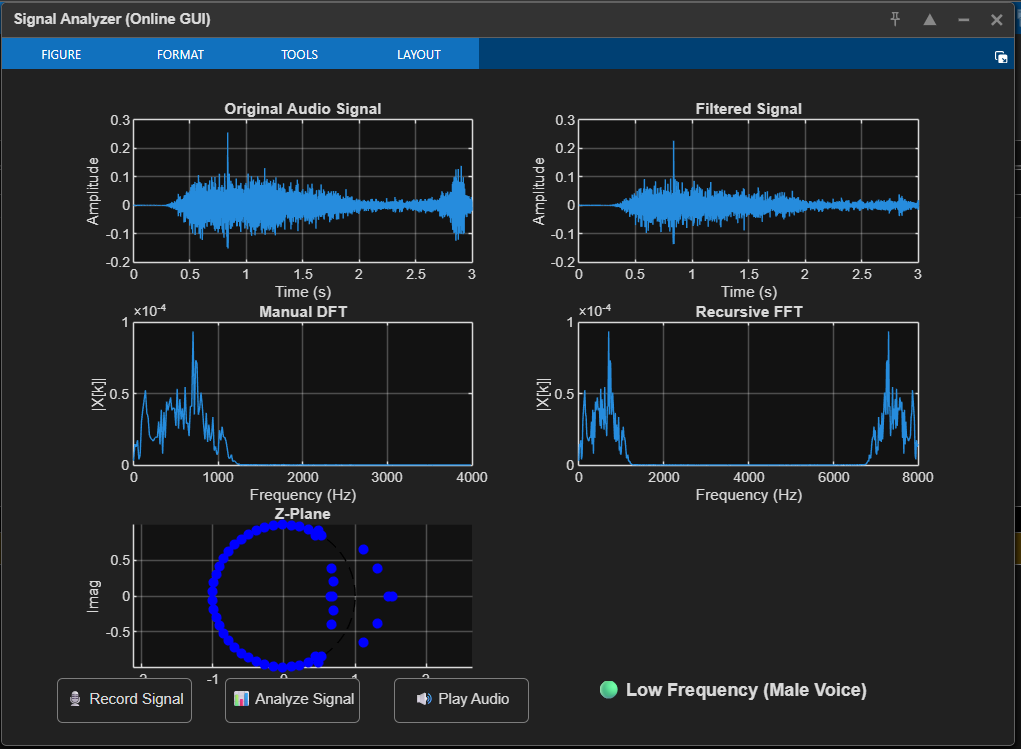 Signal Analyzer (Online GUI)
FIGURE FORMAT TOOLS LAYOUT
Original Audio Signal
Amplitude
0.3
0.2
0.1
0
-0.1
-0.2
0 0.5 1 1.5 2 2.5 3
Time (s)
Filtered Signal
Amplitude
0.3
0.2
0.1
0
-0.1
-0.2
0 0.5 1 1.5 2 2.5 3
Time (s)
Manual DFT
×10-4
|X[k]|
1
0.5
0
0 1000 2000 3000 4000
Frequency (Hz)
Recursive FFT
×10-4
|X[k]|
1
0.5
0
0 2000 4000 6000 8000
Frequency (Hz)
Z-Plane
Imag
0.5
0
-0.5
-2 -1 0 1 2
Record Signal Analyze Signal Play Audio
Low Frequency (Male Voice)